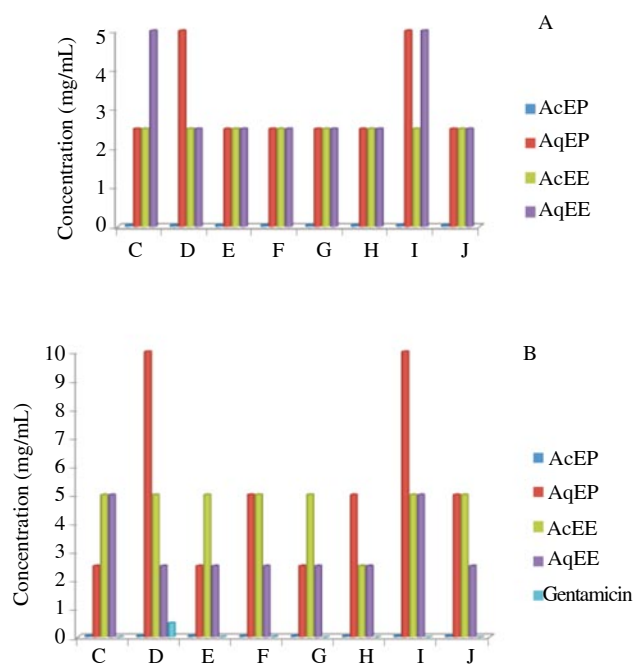 A
Concentration (mg/mL)
5
4
3
2
1
0
C D E F G H I J
AcEP
AqEP
AcEE
AqEE
B
Concentration (mg/mL)
10
9
8
7
6
5
4
3
2
1
0
C D E F G H I J
AcEP
AqEP
AcEE
AqEE
Gentamicin